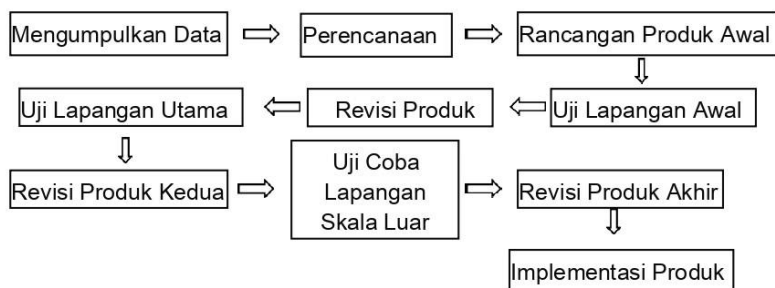 Mengumpulkan Data
Perencanaan
Rancangan Produk Awal
Uji Lapangan Awal
Revisi Produk
Uji Lapangan Utama
Revisi Produk Kedua
Uji Coba
Lapangan
Skala Luar
Revisi Produk Akhir
Implementasi Produk